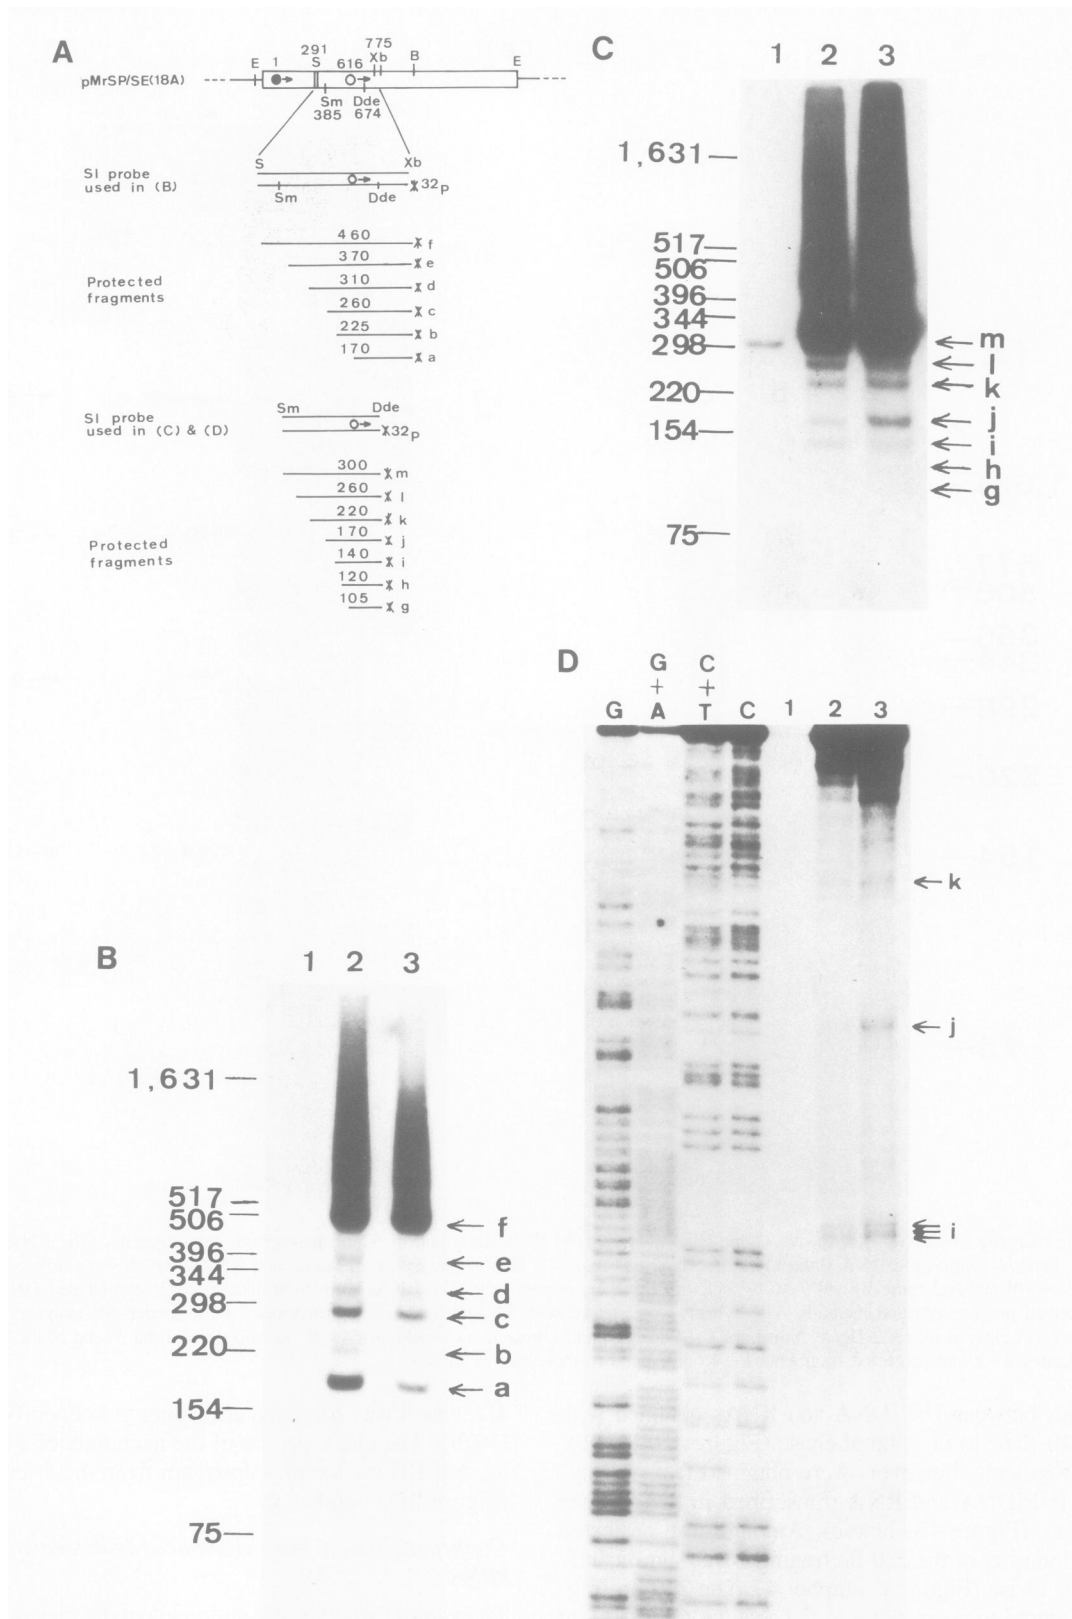 A
775
291
Xb
B
E
E 1
S
616
pMrSP/SE(18A)
Sm
Dde
385
674
S
Xb
SI probe
used in (B)
32p
Sm
Dde
460
f
370
e
Protected
fragments
310
d
260
c
225
b
170
a
Sm
Dde
SI probe
used in (C) & (D)
32p
300
m
260
l
220
k
170
j
Protected
fragments
140
i
120
h
105
g
C
1 2 3
1,631
517
506
396
344
298
220
154
75
m
l
k
j
i
h
g
B
1 2 3
1,631
517
506
396
344
298
220
154
75
f
e
d
c
b
a
D
G
G
+
A
C
+
T
C
1 2 3
k
j
i